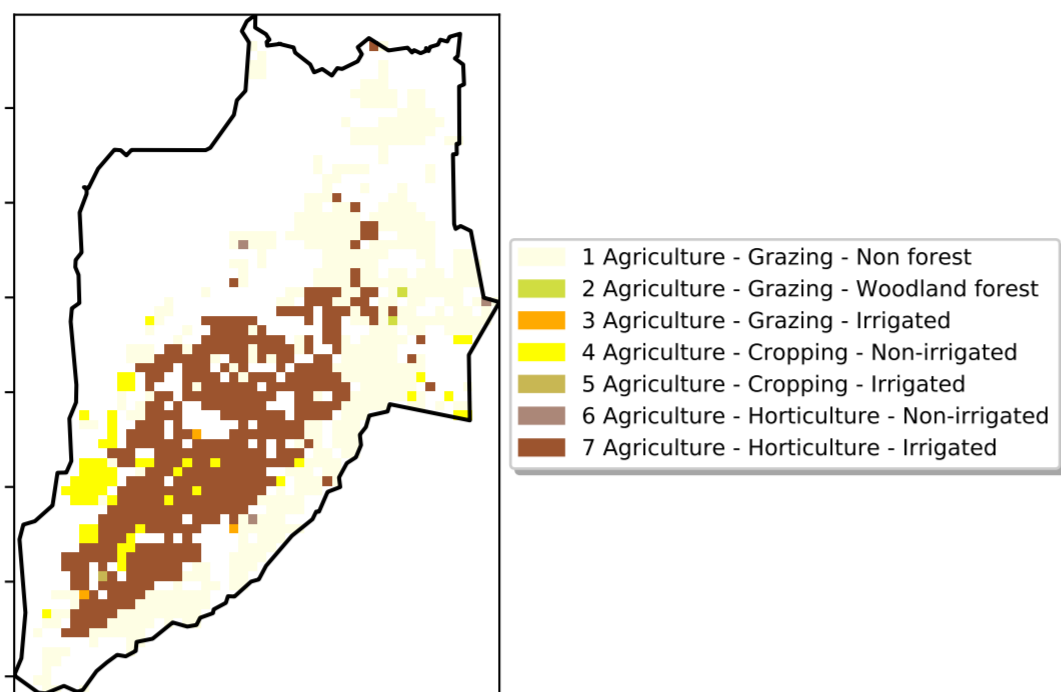 1 Agriculture - Grazing - Non forest
2 Agriculture - Grazing - Woodland forest
3 Agriculture - Grazing - Irrigated
4 Agriculture - Cropping - Non-irrigated
5 Agriculture - Cropping - Irrigated
6 Agriculture - Horticulture - Non-irrigated
7 Agriculture - Horticulture - Irrigated